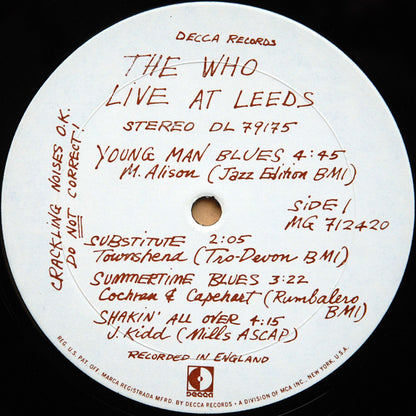 DECCA RECORDS
THE WHO
LIVE AT LEEDS
STEREO DL 79175
CRACKLING NOISES O.K.
DO NOT CORRECT!
YOUNG MAN BLUES 4:45
M. Alison (Jazz Edition BMI)
SIDE 1
MG 712420
SUBSTITUTE 2:05
Townshend (Tro-Devon BMI)
SUMMERTIME BLUES 3:22
Cochran & Capehart (Rumbalero
BMI)
SHAKIN' ALL OVER 4:15
J. Kidd (Mills ASCAP)
RECORDED IN ENGLAND
DECCA
REG. U.S. PAT. OFF. MARCA REGISTRADA MFRD. BY DECCA RECORDS • A DIVISION OF MCA INC., NEW YORK, U.S.A.